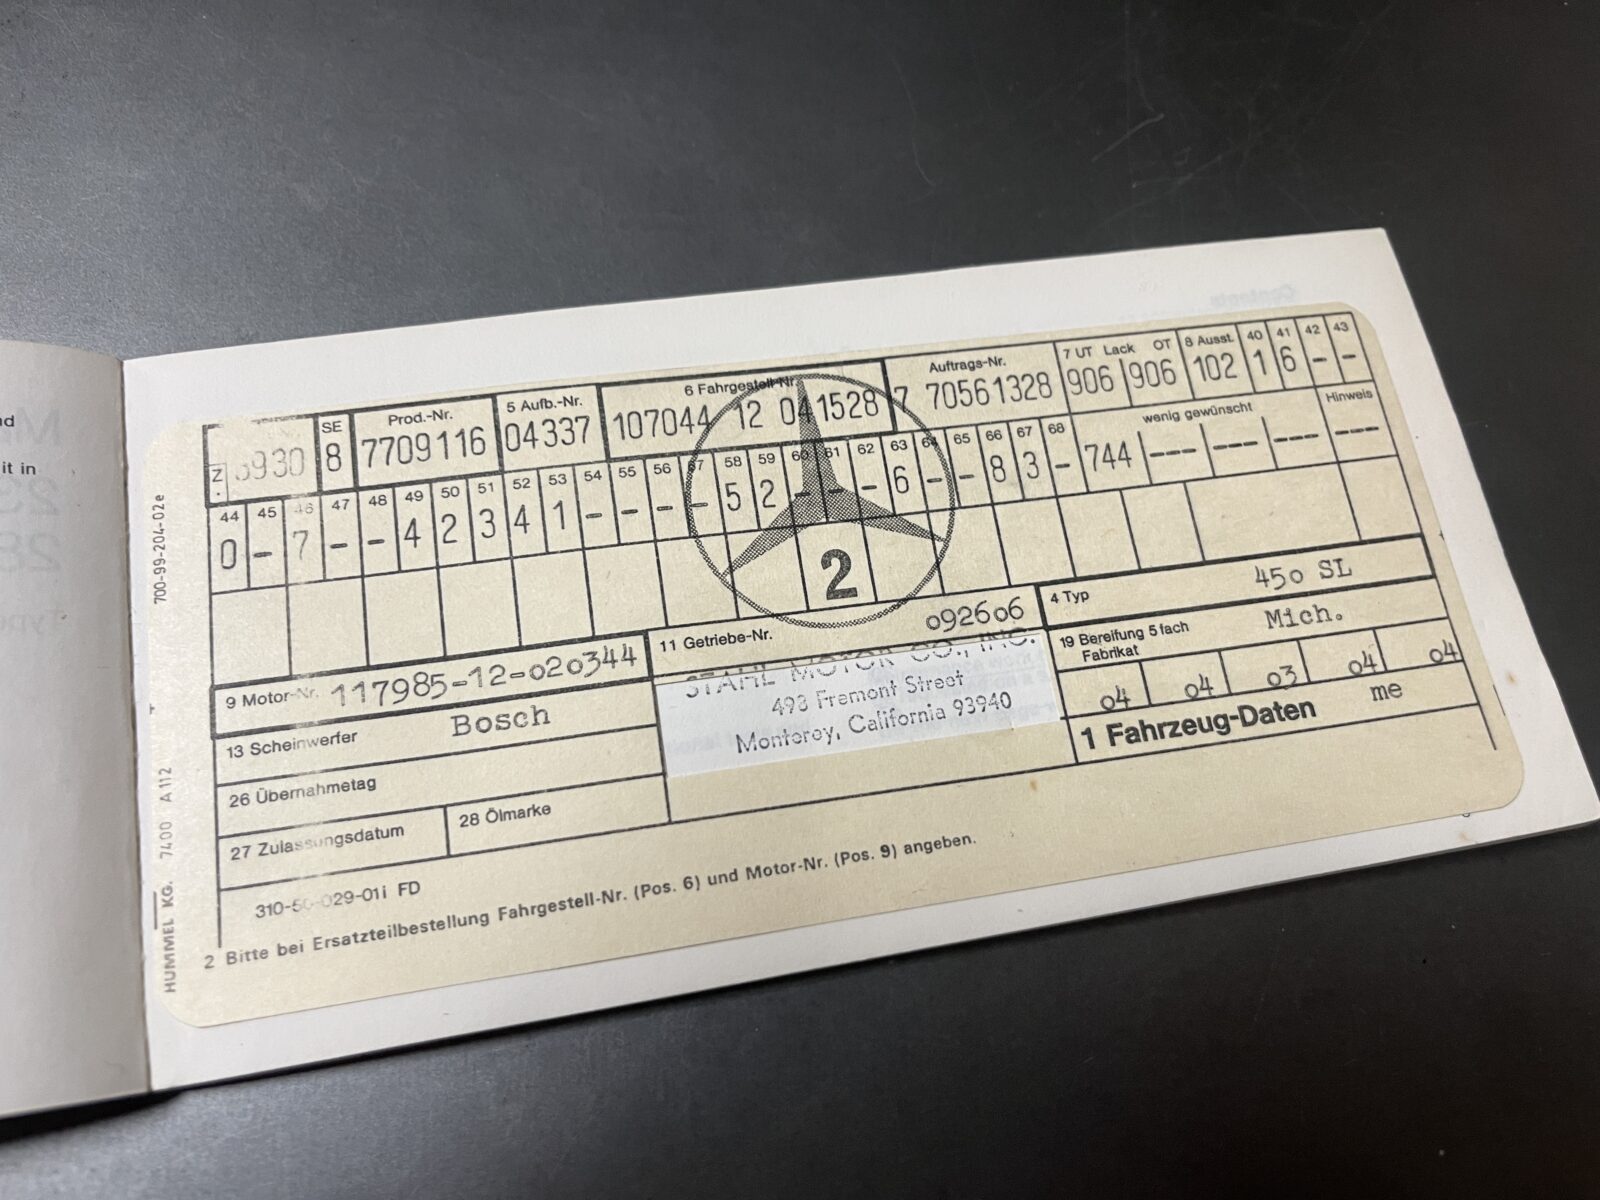 it in
700-99-204-02e
HUMMEL KG. 7400 A112
SE Prod.-Nr. 5 Aufb.-Nr. 6 Fahrgestell-Nr. Auftrags-Nr. 7 UT Lack OT 8 Ausst. 40 41 42 43
Z. 8 7709116 04337 107044 12 041528 7 70561328 906 906 102 1 6 - -
44 45 46 47 48 49 50 51 52 53 54 55 56 57 58 59 60 61 62 63 64 65 66 67 68 wenig gewünscht Hinweis
0 - 7 - - 4 2 3 4 1 - - - - 5 2 - - - 6 - - 8 3 - 744 --- --- --- ---
2
9 Motor-Nr. 117985-12-020344
11 Getriebe-Nr. 092606
4 Typ 450 SL
13 Scheinwerfer Bosch
STAHL MOTOR CO., INC.
493 Fremont Street
Monterey, California 93940
19 Bereifung 5fach Mich.
Fabrikat
04 04 03 04 04
26 Übernahmetag
1 Fahrzeug-Daten me
27 Zulassungsdatum 28 Ölmarke
FD
2 Bitte bei Ersatzteilbestellung Fahrgestell-Nr. (Pos. 6) und Motor-Nr. (Pos. 9) angeben.